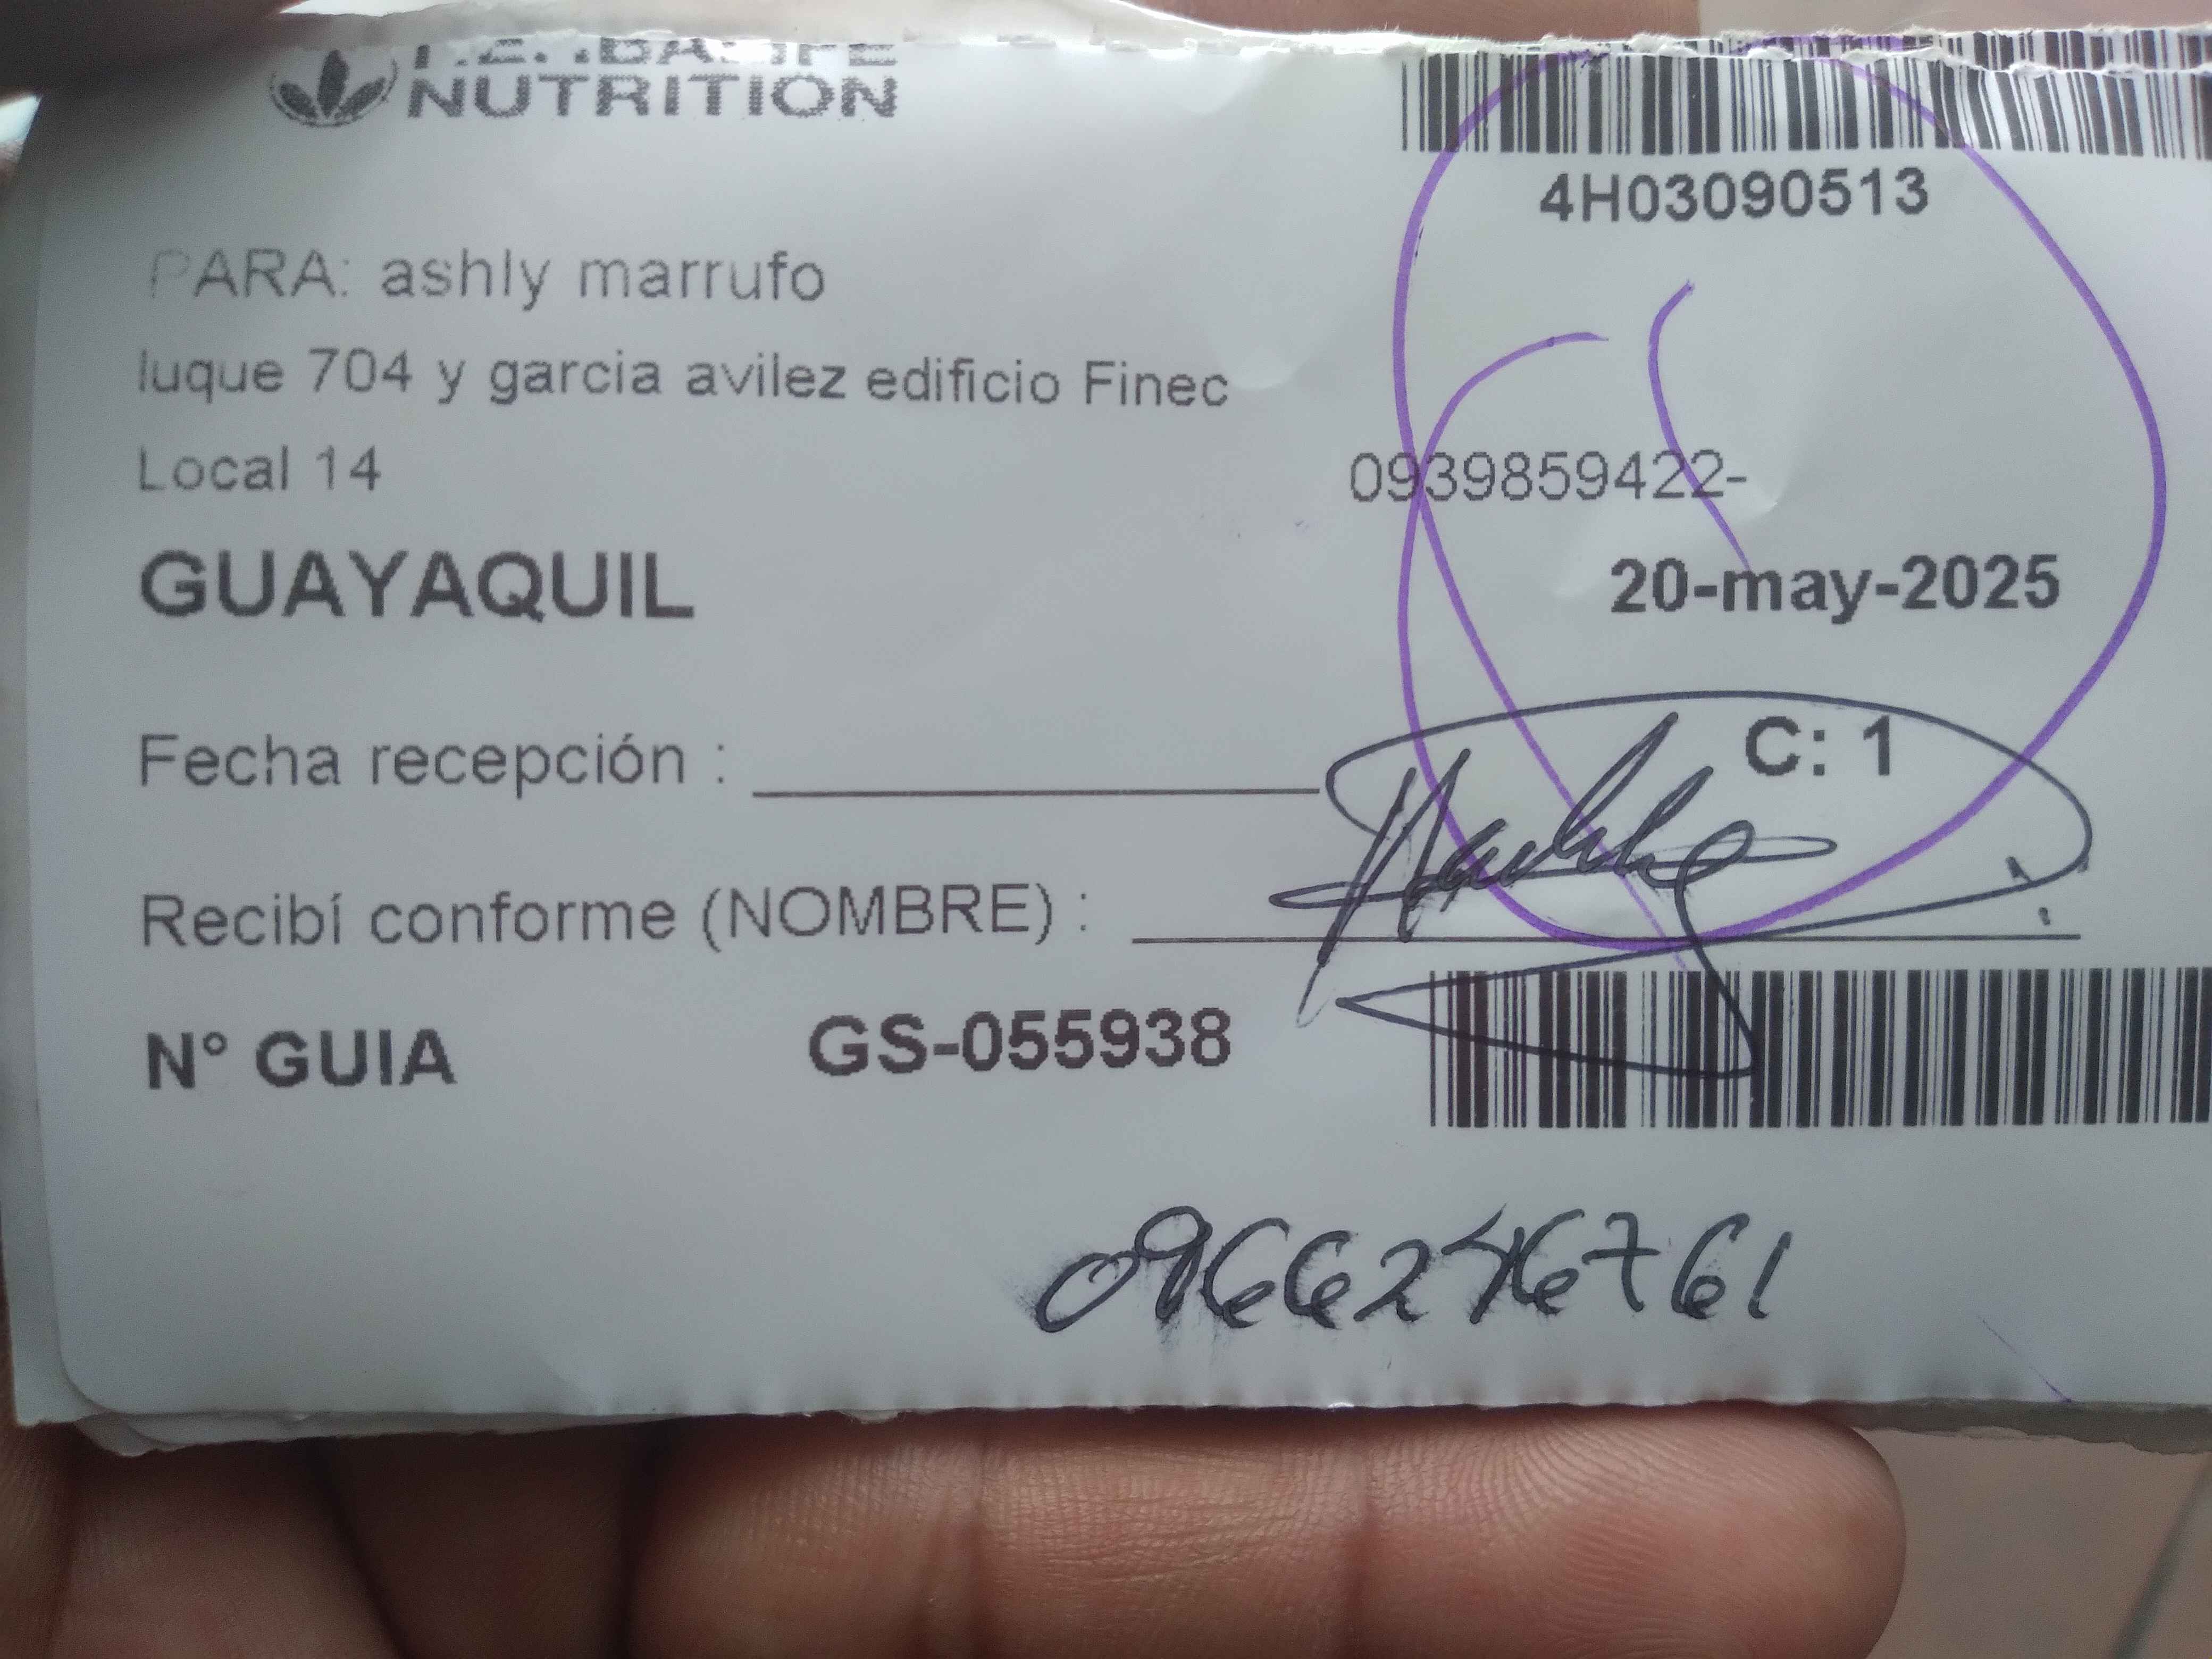 HERBALIFE
NUTRITION
4H03090513
PARA: ashly marrufo
luque 704 y garcia avilez edificio Finec
Local 14
0939859422-
GUAYAQUIL
20-may-2025
C: 1
Fecha recepción :
Recibí conforme (NOMBRE) :
N° GUIA GS-055938
0966246761